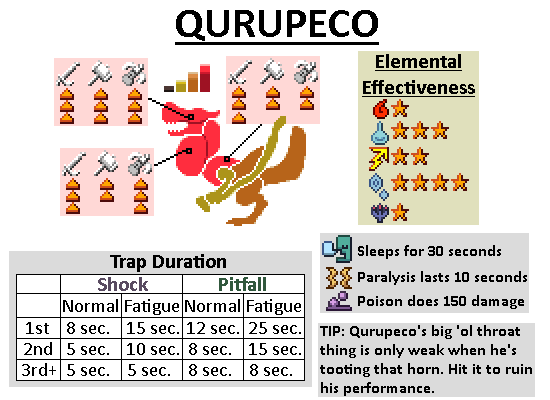 QURUPECO
Elemental
Effectiveness
Sleeps for 30 seconds
Paralysis lasts 10 seconds
Poison does 150 damage
Trap Duration
Shock Pitfall
Normal Fatigue Normal Fatigue
1st 8 sec. 15 sec. 12 sec. 25 sec.
2nd 5 sec. 10 sec. 8 sec. 15 sec.
3rd+ 5 sec. 5 sec. 8 sec. 8 sec.
TIP: Qurupeco's big 'ol throat
thing is only weak when he's
tooting that horn. Hit it to ruin
his performance.